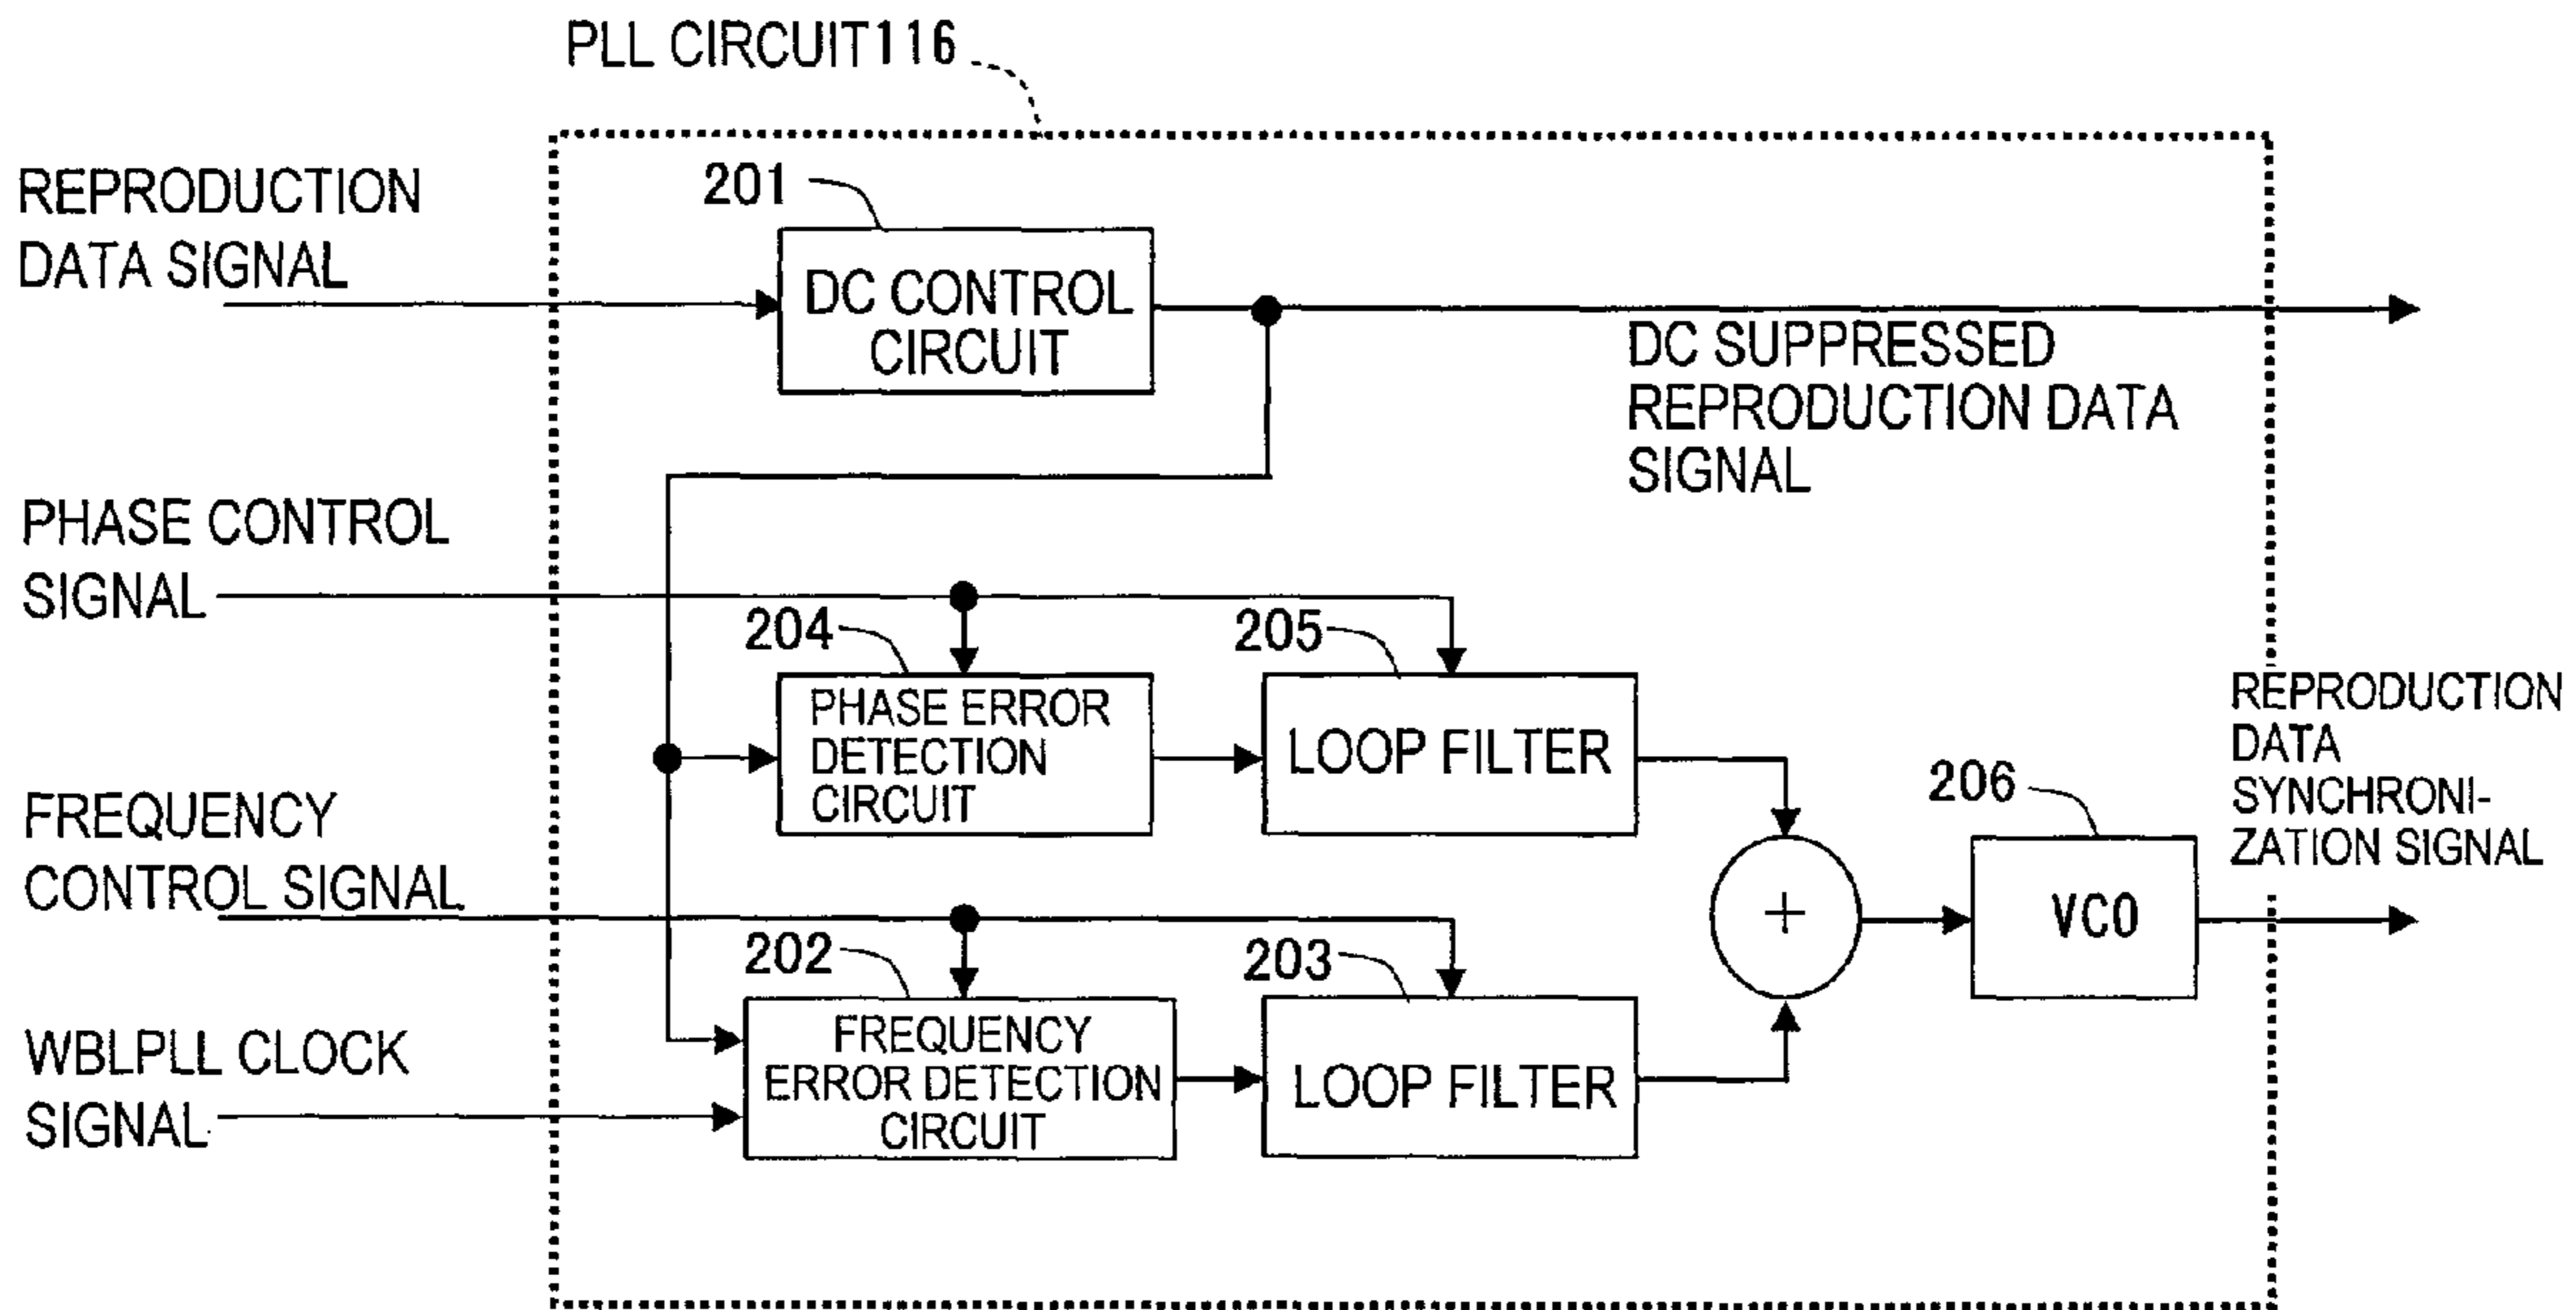 PLL CIRCUIT116
REPRODUCTION
DATA SIGNAL
201
DC CONTROL
CIRCUIT
DC SUPPRESSED
REPRODUCTION DATA
SIGNAL
PHASE CONTROL
SIGNAL
204
PHASE ERROR
DETECTION
CIRCUIT
205
LOOP FILTER
FREQUENCY
CONTROL SIGNAL
202
FREQUENCY
ERROR DETECTION
CIRCUIT
203
LOOP FILTER
WBLPLL CLOCK
SIGNAL
+
206
VCO
REPRODUCTION
DATA
SYNCHRONI-
ZATION SIGNAL